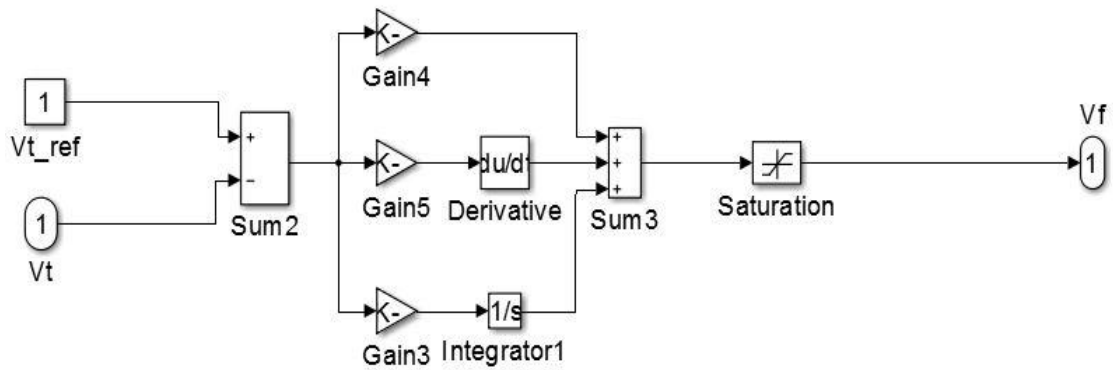 K-
Gain4
1
Vt_ref
+
−
Sum2
1
Vt
K-
Gain5
du/dt
Derivative
K-
Gain3
1/s
Integrator1
+
+
+
Sum3
Saturation
Vf
1